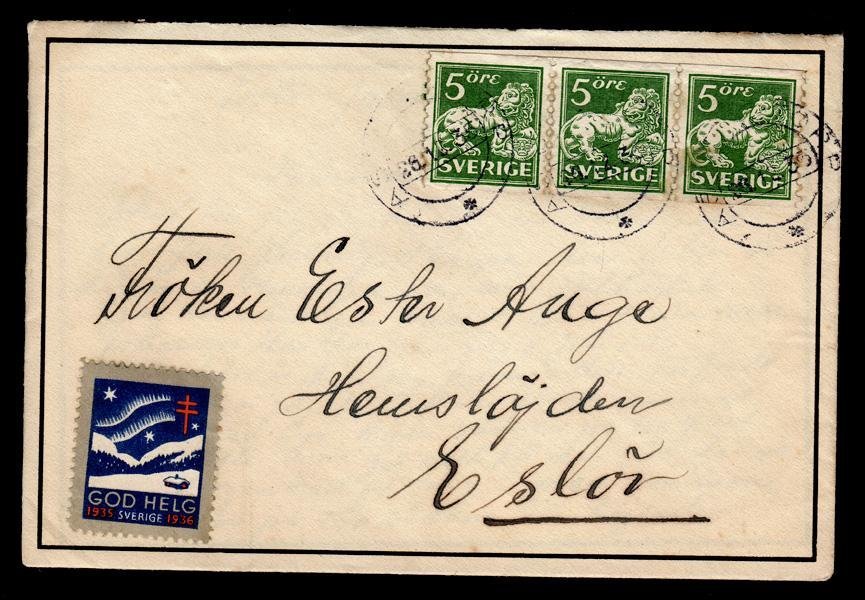 5 öre 5 öre 5 öre
SVERIGE SVERIGE SVERIGE
Fröken Ester Ange
Hemslöjden
Eslöv
GOD HELG
1935 SVERIGE 1936